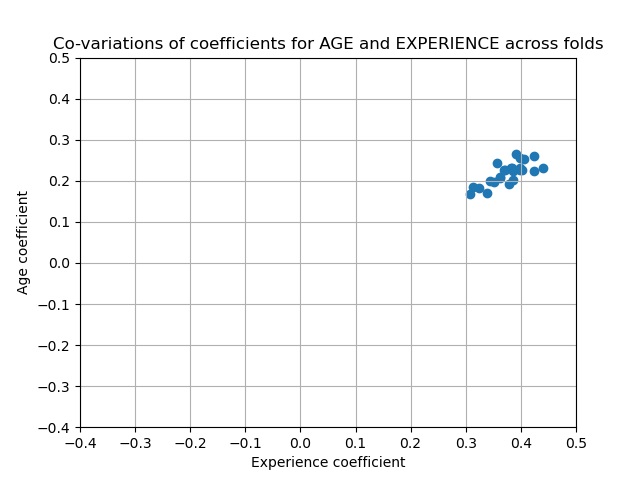 Co-variations of coefficients for AGE and EXPERIENCE across folds
0.5
0.4
0.3
0.2
0.1
0.0
−0.1
−0.2
−0.3
−0.4
Age coefficient
−0.4 −0.3 −0.2 −0.1 0.0 0.1 0.2 0.3 0.4 0.5
Experience coefficient